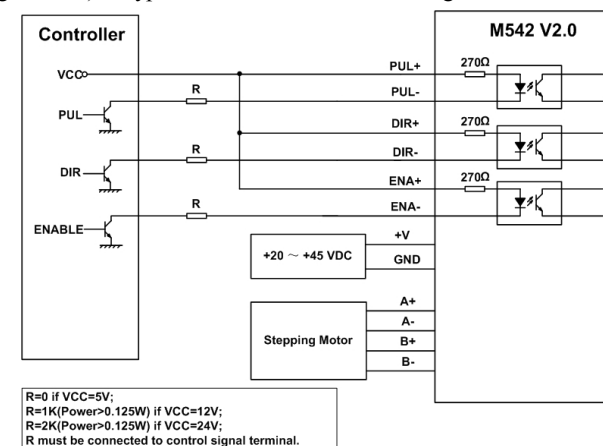 Controller
M542 V2.0
VCC
PUL+
270Ω
R
PUL-
PUL
DIR+
270Ω
R
DIR-
DIR
ENA+
270Ω
R
ENA-
ENABLE
+V
+20 ～ +45 VDC
GND
A+
A-
Stepping Motor
B+
B-
R=0 if VCC=5V;
R=1K(Power>0.125W) if VCC=12V;
R=2K(Power>0.125W) if VCC=24V;
R must be connected to control signal terminal.